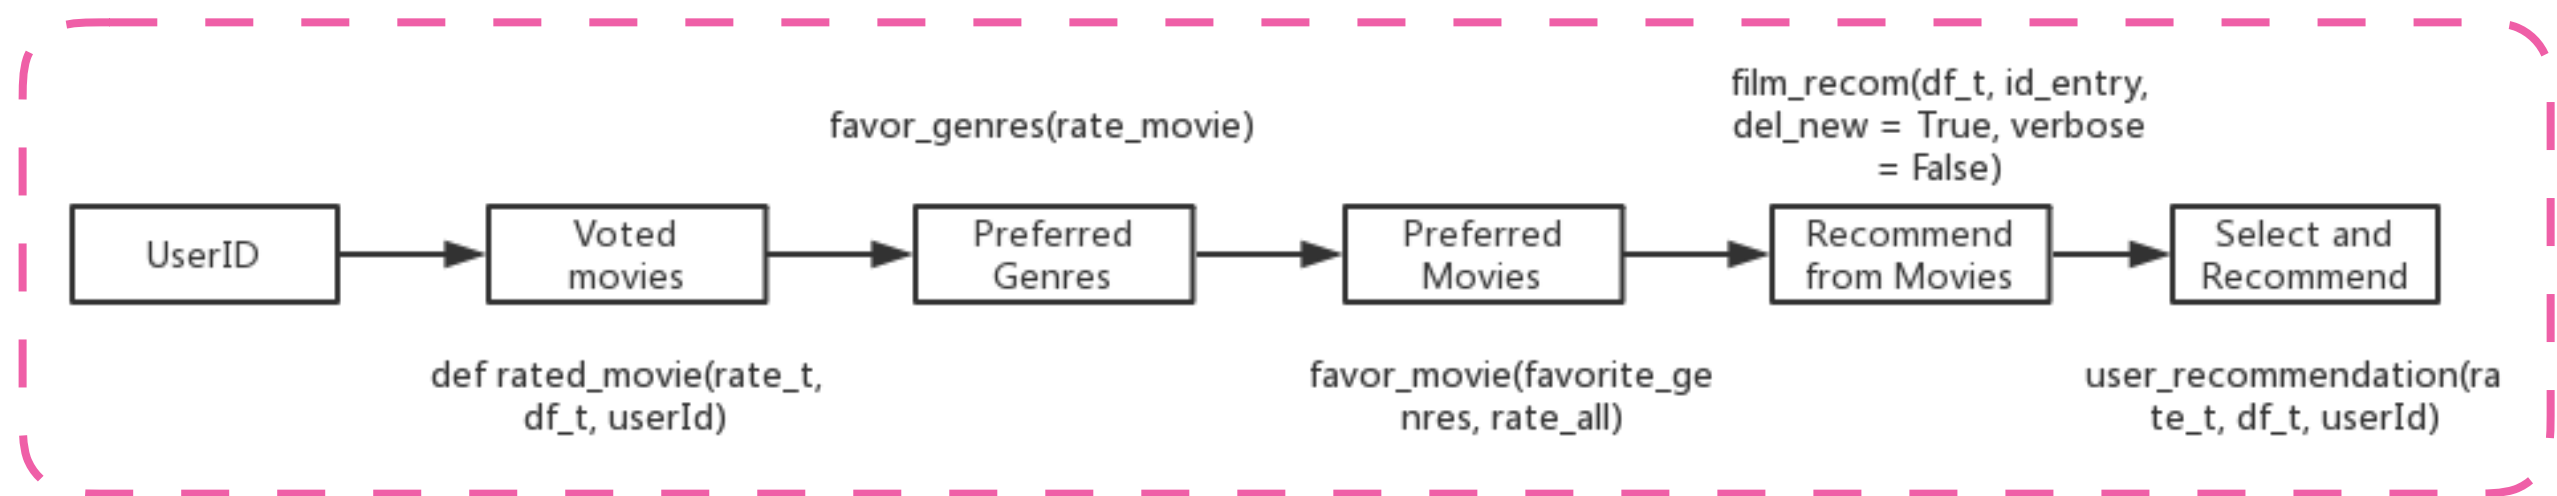 film_recom(df_t, id_entry,
del_new = True, verbose
= False)
favor_genres(rate_movie)
UserID
Voted
movies
Preferred
Genres
Preferred
Movies
Recommend
from Movies
Select and
Recommend
def rated_movie(rate_t,
df_t, userId)
favor_movie(favorite_ge
nres, rate_all)
user_recommendation(ra
te_t, df_t, userId)